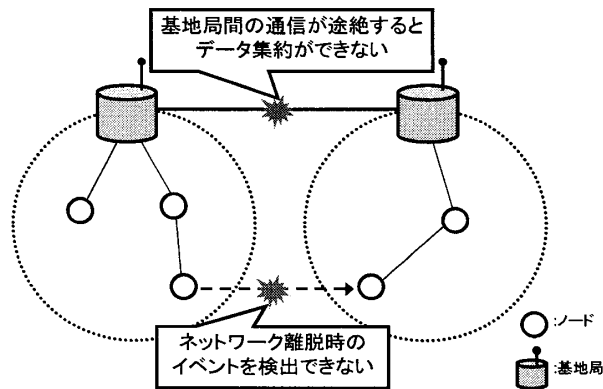 基地局間の通信が途絶すると
データ集約ができない
ネットワーク離脱時の
イベントを検出できない
:ノード
:基地局